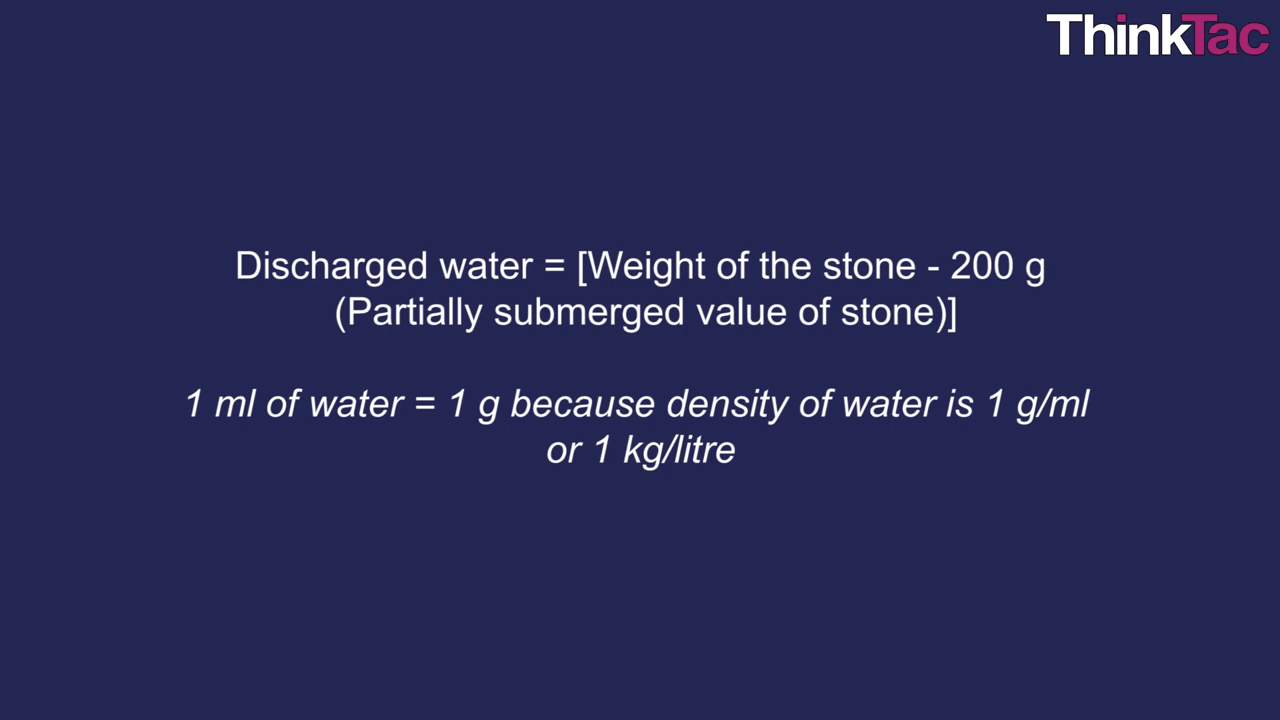 ThinkTac
Discharged water = [Weight of the stone - 200 g
(Partially submerged value of stone)]
1 ml of water = 1 g because density of water is 1 g/ml
or 1 kg/litre